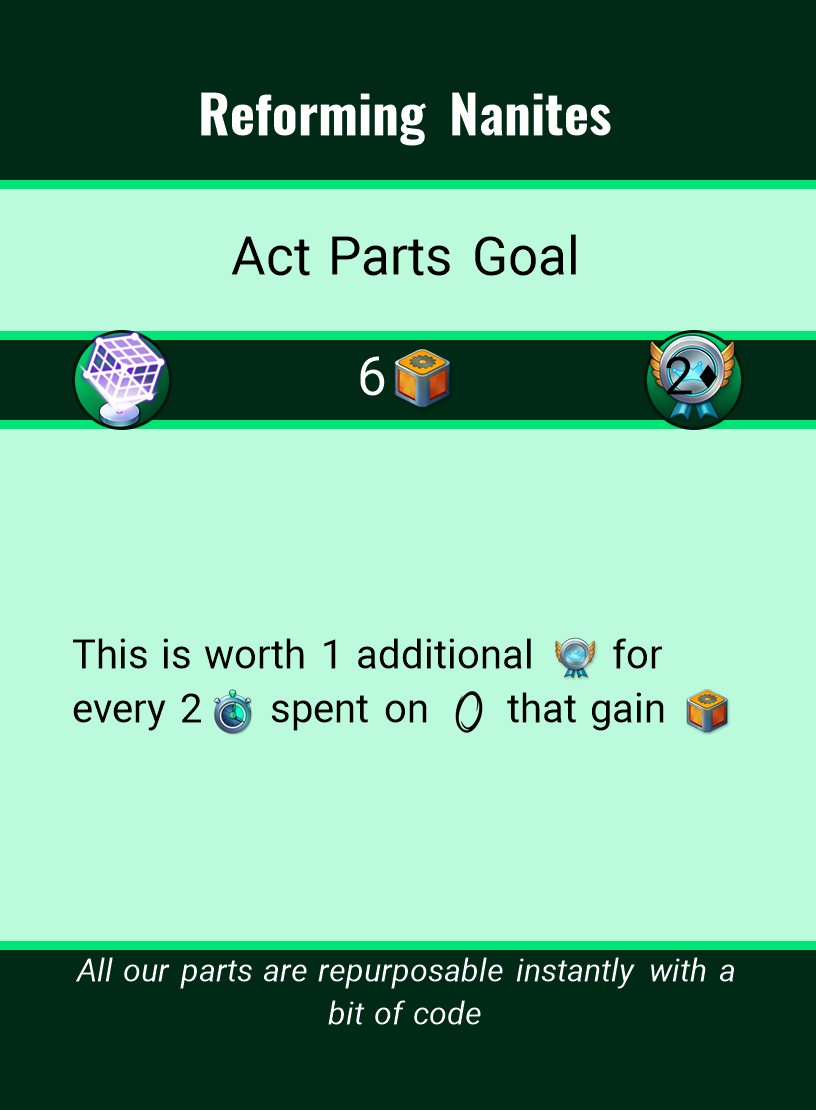 Reforming Nanites
Act Parts Goal
6
2♦
This is worth 1 additional for
every 2 spent on that gain
All our parts are repurposable instantly with a
bit of code